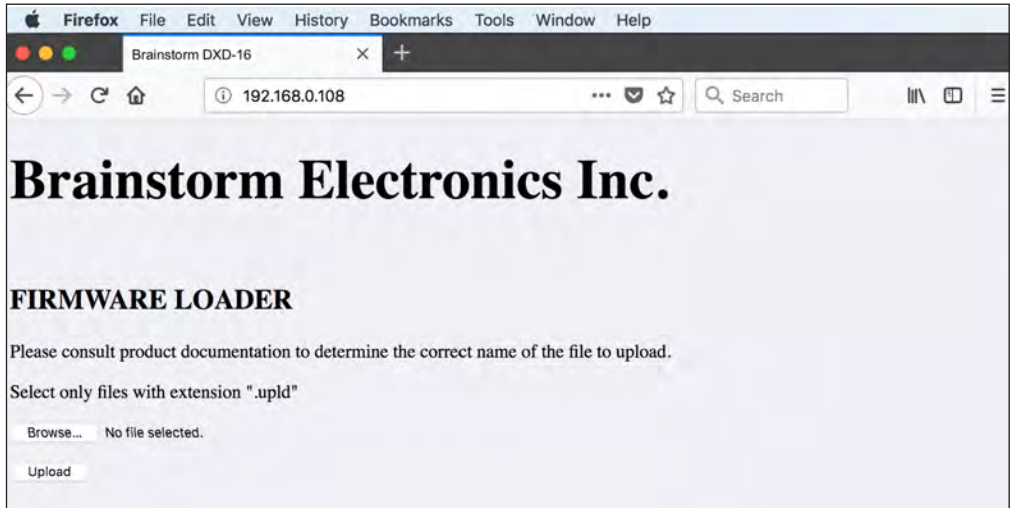 Firefox File Edit View History Bookmarks Tools Window Help
Brainstorm DXD-16
192.168.0.108
Search
Brainstorm Electronics Inc.
FIRMWARE LOADER
Please consult product documentation to determine the correct name of the file to upload.
Select only files with extension ".upld"
Browse... No file selected.
Upload